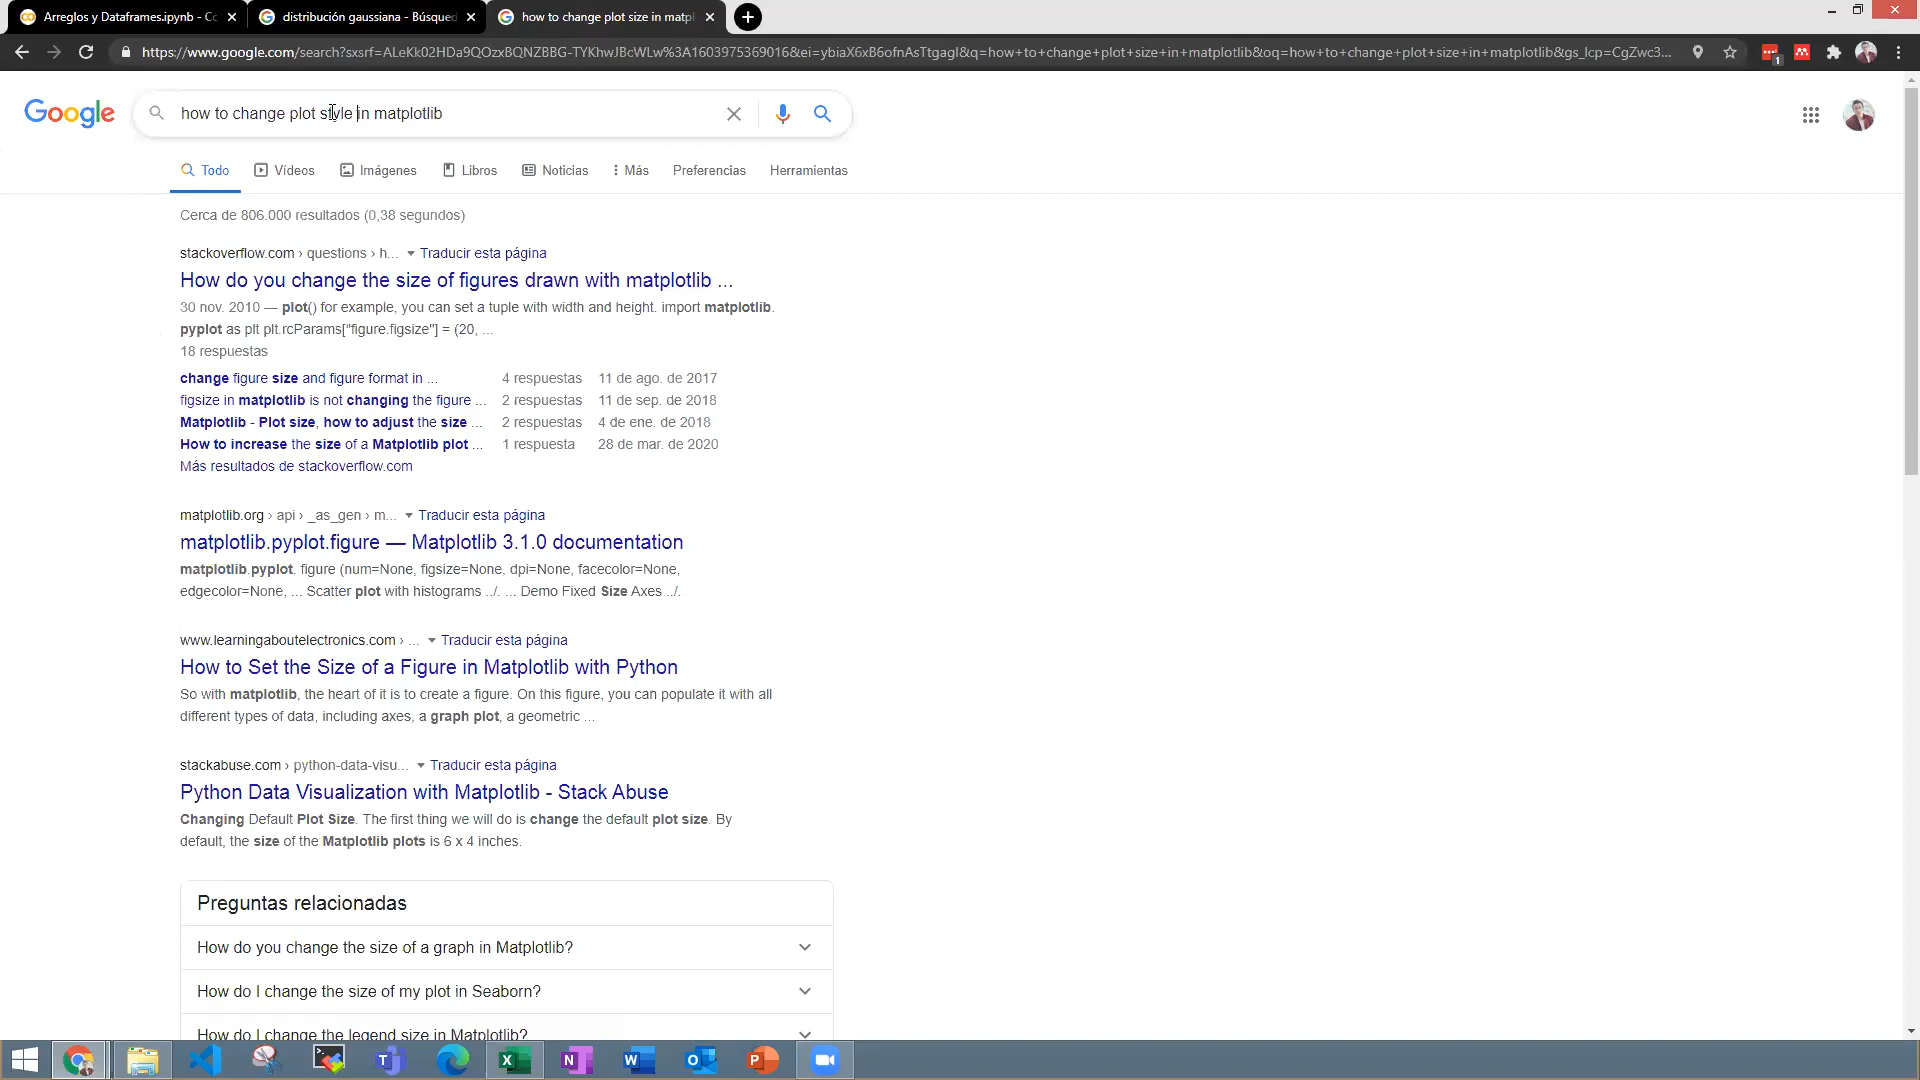 Arreglos y Dataframes.ipynb - Co
distribución gaussiana - Búsqued
how to change plot size in matpl
https://www.google.com/search?sxsrf=ALeKk02HDa9QOzxBQNZBBG-TYKhwJBcWLw%3A1603975369016&ei=ybiaX6xB6ofnAsTtgagI&q=how+to+change+plot+size+in+matplotlib&oq=how+to+change+plot+size+in+matplotlib&gs_lcp=CgZwc3...
1
Google
how to change plot style in matplotlib
Todo
Vídeos
Imágenes
Libros
Noticias
Más
Preferencias
Herramientas
Cerca de 806.000 resultados (0,38 segundos)
stackoverflow.com › questions › h... Traducir esta página
How do you change the size of figures drawn with matplotlib ...
30 nov. 2010 — plot() for example, you can set a tuple with width and height. import matplotlib.
pyplot as plt plt.rcParams["figure.figsize"] = (20, ...
18 respuestas
change figure size and figure format in ... 4 respuestas 11 de ago. de 2017
figsize in matplotlib is not changing the figure ... 2 respuestas 11 de sep. de 2018
Matplotlib - Plot size, how to adjust the size ... 2 respuestas 4 de ene. de 2018
How to increase the size of a Matplotlib plot ... 1 respuesta 28 de mar. de 2020
Más resultados de stackoverflow.com
matplotlib.org › api › _as_gen › m... Traducir esta página
matplotlib.pyplot.figure — Matplotlib 3.1.0 documentation
matplotlib.pyplot. figure (num=None, figsize=None, dpi=None, facecolor=None,
edgecolor=None, ... Scatter plot with histograms ../. ... Demo Fixed Size Axes ../.
www.learningaboutelectronics.com › ... Traducir esta página
How to Set the Size of a Figure in Matplotlib with Python
So with matplotlib, the heart of it is to create a figure. On this figure, you can populate it with all
different types of data, including axes, a graph plot, a geometric ...
stackabuse.com › python-data-visu... Traducir esta página
Python Data Visualization with Matplotlib - Stack Abuse
Changing Default Plot Size. The first thing we will do is change the default plot size. By
default, the size of the Matplotlib plots is 6 x 4 inches.
Preguntas relacionadas
How do you change the size of a graph in Matplotlib?
How do I change the size of my plot in Seaborn?
How do I change the legend size in Matplotlib?